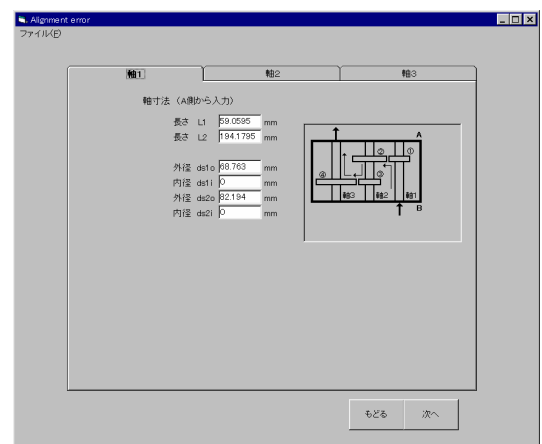 Alignment error
ファイル(F)
軸1 軸2 軸3
軸寸法 （A側から入力）
長さ L1 59.0595 mm
長さ L2 194.1795 mm
外径 ds1o 68.763 mm
内径 ds1i 0 mm
外径 ds2o 82.194 mm
内径 ds2i 0 mm
A
② ①
④ ③
軸3 軸2 軸1
B
もどる 次へ